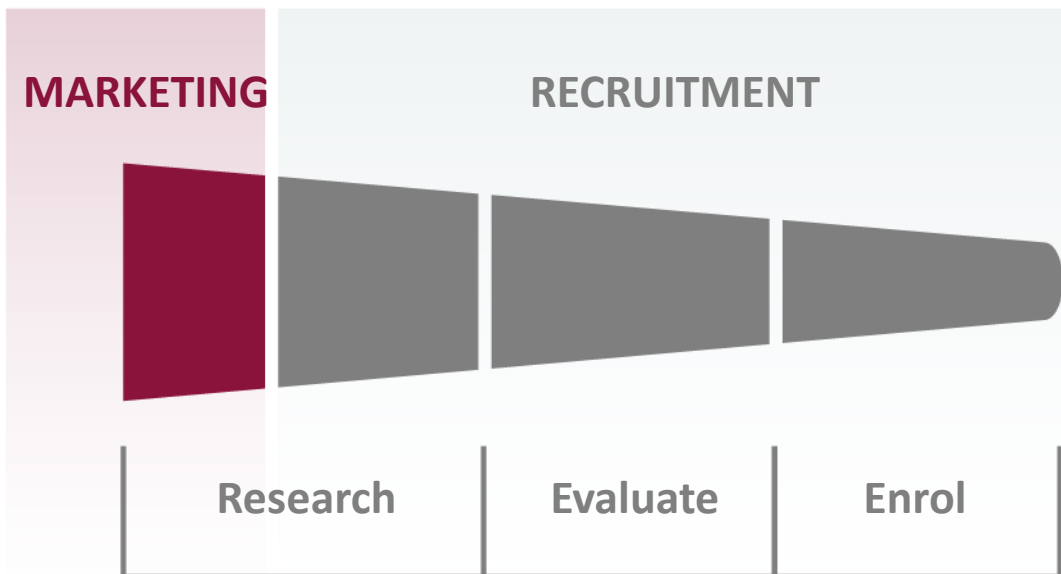 MARKETING
RECRUITMENT
Research
Evaluate
Enrol